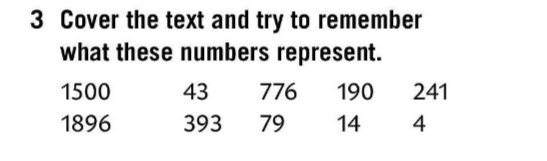 3 Cover the text and try to remember
what these numbers represent.
1500 43 776 190 241
1896 393 79 14 4